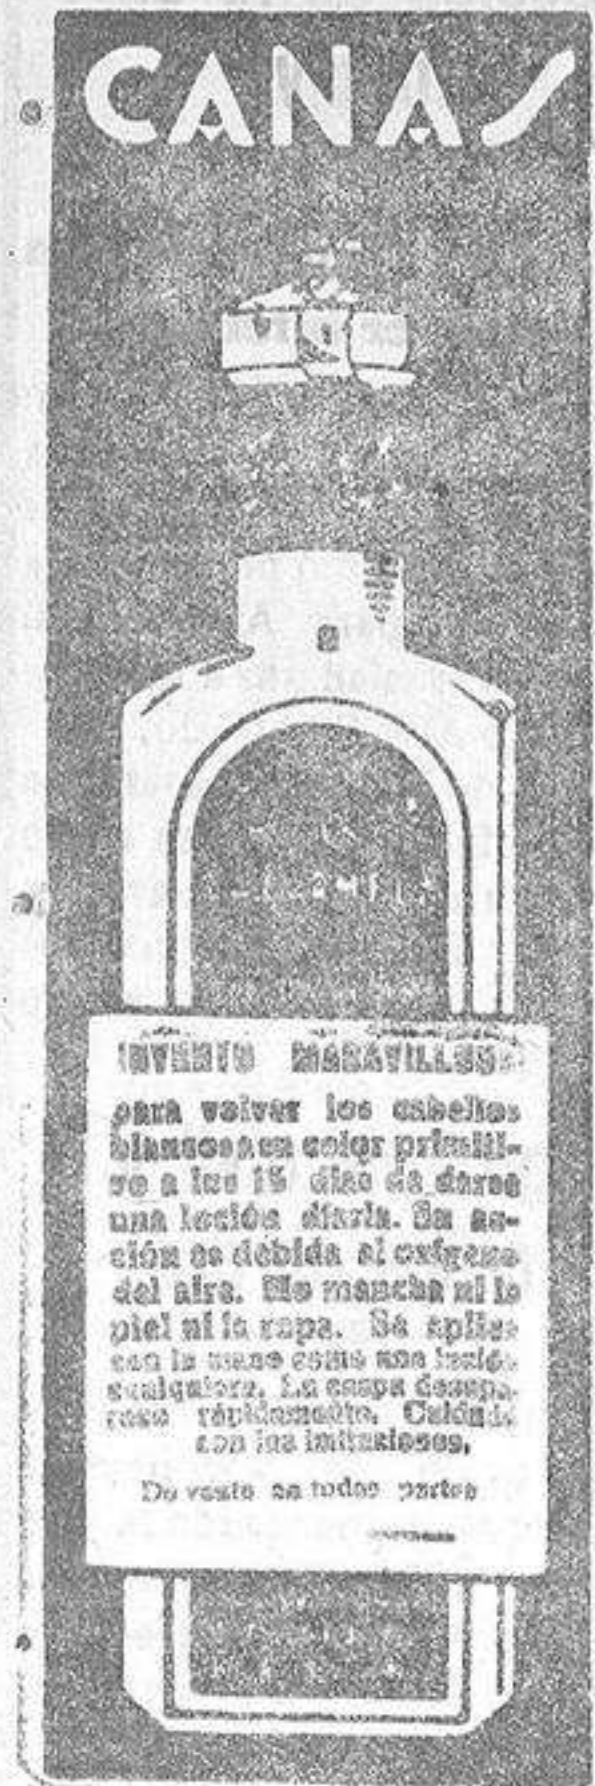 CANAS
INVENTO MARAVILLOSO
para volver los cabellos
blancos a su color primiti-
vo a los 15 dias de darse
una loción diaria. Su ac-
ción es debida al oxigeno
del aire. No mancha ni la
piel ni la ropa. Se aplica
con la mano como una loción
cualquiera. La caspa desapa-
rece rápidamente. Cuidado
con las imitaciones.
De venta en todas partes